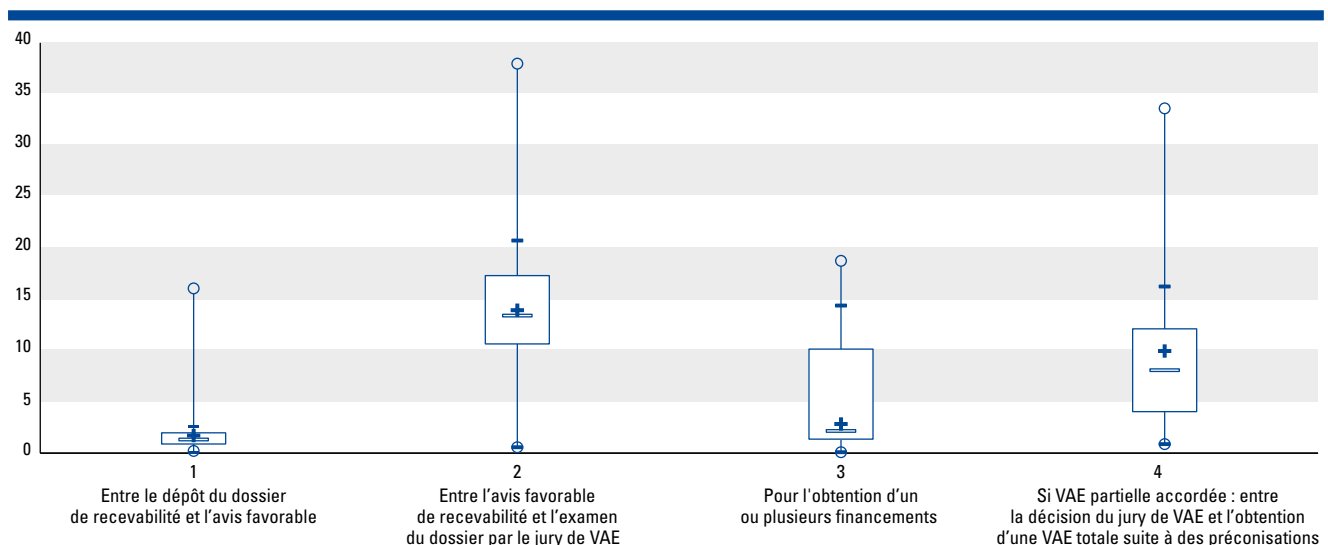 40
35
30
25
20
15
10
5
0
1
Entre le dépôt du dossier
de recevabilité et l’avis favorable
2
Entre l’avis favorable
de recevabilité et l’examen
du dossier par le jury de VAE
3
Pour l'obtention d’un
ou plusieurs financements
4
Si VAE partielle accordée : entre
la décision du jury de VAE et l’obtention
d’une VAE totale suite à des préconisations